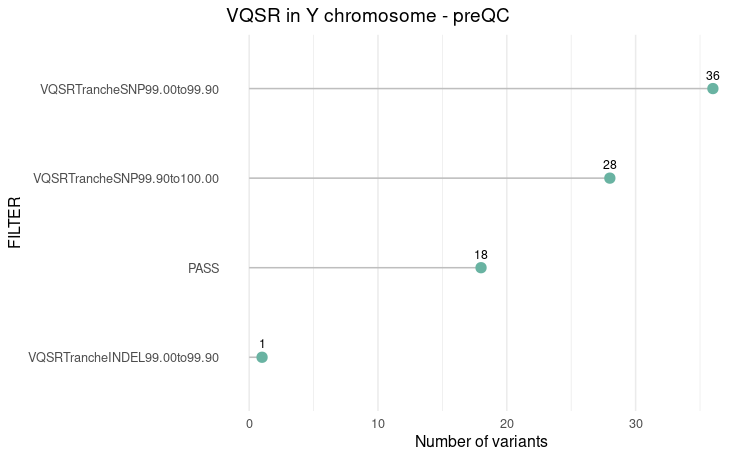 VQSR in Y chromosome - preQC
FILTER
VQSRTrancheSNP99.00to99.90
36
VQSRTrancheSNP99.90to100.00
28
PASS
18
VQSRTrancheINDEL99.00to99.90
1
0 10 20 30
Number of variants